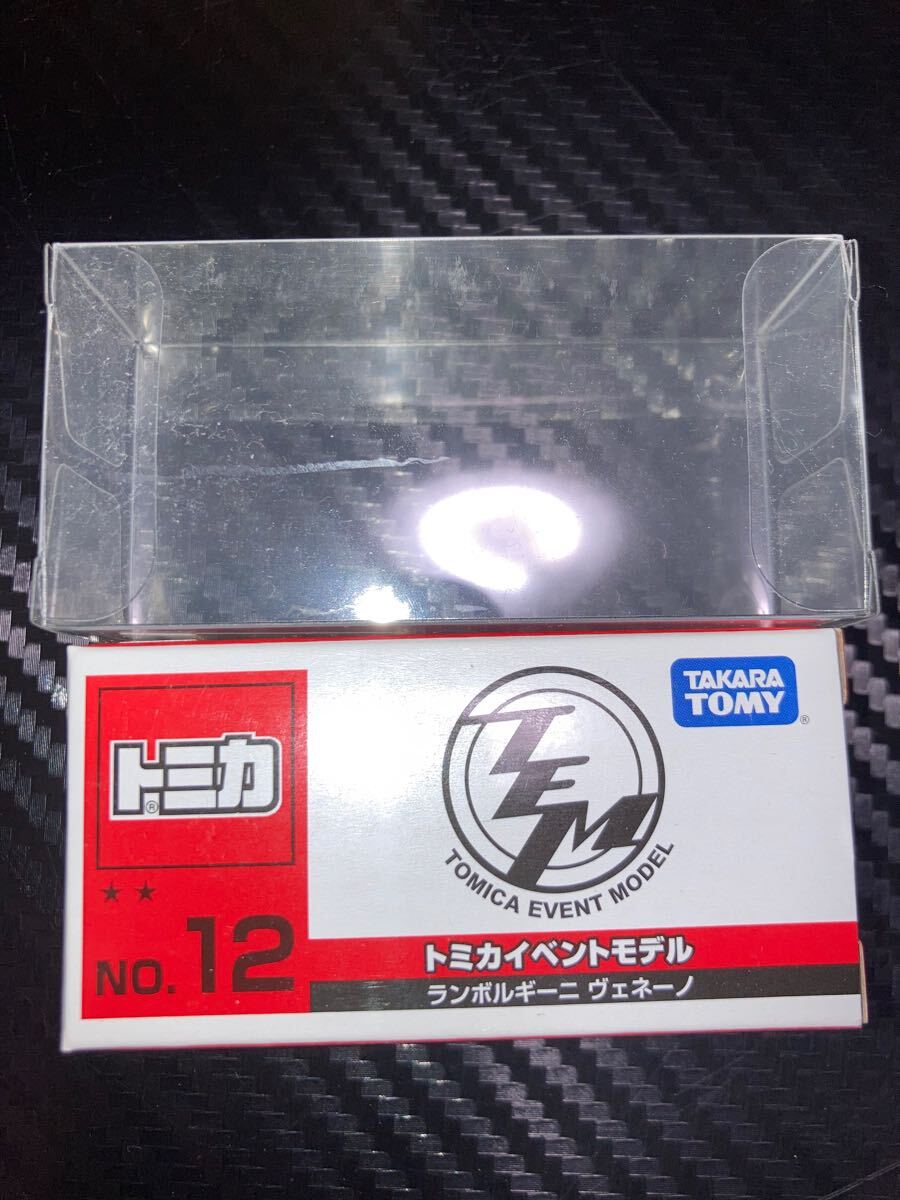 トミカ
®
★★
NO.12
TEM
TOMICA EVENT MODEL
TAKARA
TOMY
®
トミカイベントモデル
ランボルギーニ ヴェネーノ